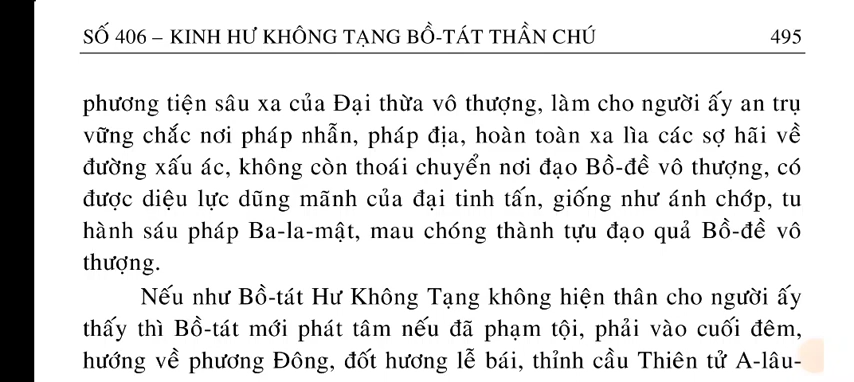 SỐ 406 – KINH HƯ KHÔNG TẠNG BỒ-TÁT THẦN CHÚ 495
phương tiện sâu xa của Đại thừa vô thượng, làm cho người ấy an trụ
vững chắc nơi pháp nhẫn, pháp địa, hoàn toàn xa lìa các sợ hãi về
đường xấu ác, không còn thoái chuyển nơi đạo Bồ-đề vô thượng, có
được diệu lực dũng mãnh của đại tinh tấn, giống như ánh chớp, tu
hành sáu pháp Ba-la-mật, mau chóng thành tựu đạo quả Bồ-đề vô
thượng.
Nếu như Bồ-tát Hư Không Tạng không hiện thân cho người ấy
thấy thì Bồ-tát mới phát tâm nếu đã phạm tội, phải vào cuối đêm,
hướng về phương Đông, đốt hương lễ bái, thỉnh cầu Thiên tử A-lâu-